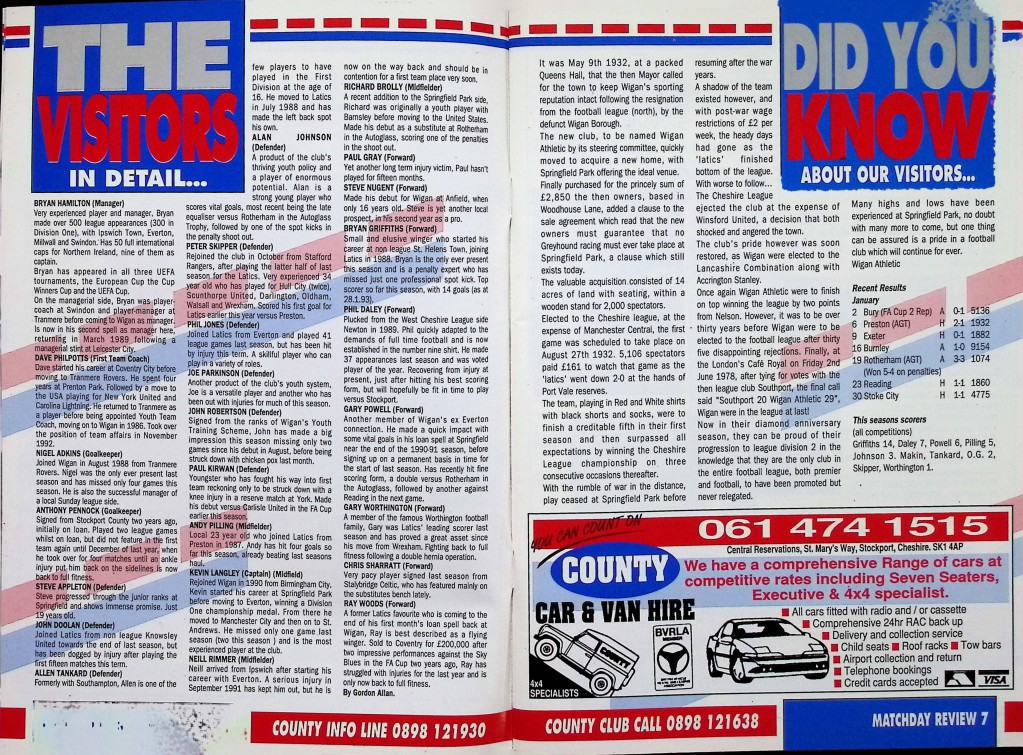 THE
VISITORS
IN DETAIL...
BRYAN HAMILTON (Manager)
Very experienced player and manager, Bryan
made over 500 league appearances (300 in
Division One), with Ipswich Town, Everton,
Millwall and Swindon. Has 50 full international
caps for Northern Ireland, nine of them as
captain.
Bryan has appeared in all three UEFA
tournaments, the European Cup the Cup
Winners Cup and the UEFA Cup.
On the managerial side, Bryan was player
coach at Swindon and player-manager at
Tranmere before coming to Wigan as manager.
Is now in his second spell as manager here,
returning in March 1989 following a
managerial stint at Leicester City.
DAVE PHILPOTTS (First Team Coach)
Dave started his career at Coventry City before
moving to Tranmere Rovers. He spent four
years at Prenton Park. Followed by a move to
the USA playing for New York United and
Carolina Lightning. He returned to Tranmere as
a player before being appointed Youth Team
Coach, moving on to Wigan in 1986. Took over
the position of team affairs in November
1992.
NIGEL ADKINS (Goalkeeper)
Joined Wigan in August 1988 from Tranmere
Rovers. Nigel was the only ever present last
season and has missed only four games this
season. He is also the successful manager of
a local Sunday league side.
ANTHONY PENNOCK (Goalkeeper)
Signed from Stockport County two years ago,
initially on loan. Played two league games
whilst on loan, but did not feature in the first
team again until December of last year, when
he took over for four matches until an ankle
injury put him back on the sidelines is now
back to full fitness.
STEVE APPLETON (Defender)
Steve progressed through the junior ranks at
Springfield and shows immense promise. Just
19 years old.
JOHN DOOLAN (Defender)
Joined Latics from non league Knowsley
United towards the end of last season, but
has been dogged by injury after playing the
first fifteen matches this term.
ALLEN TANKARD (Defender)
Formerly with Southampton, Allen is one of the
few players to have
played in the First
Division at the age of
16. He moved to Latics
in July 1988 and has
made the left back spot
his own.
ALAN JOHNSON
(Defender)
A product of the club's
thriving youth policy and
a player of enormous
potential. Alan is a
strong young player who
scores vital goals, most recent being the late
equaliser versus Rotherham in the Autoglass
Trophy, followed by one of the spot kicks in
the penalty shoot out.
PETER SKIPPER (Defender)
Rejoined the club in October from Stafford
Rangers, after playing the latter half of last
season for the Latics. Very experienced 34
year old who has played for Hull City (twice),
Scunthorpe United, Darlington, Oldham,
Walsall and Wrexham. Scored his first goal for
Latics earlier this year versus Preston.
PHIL JONES (Defender)
Joined Latics from Everton and played 41
league games last season, but has been hit
by injury this term. A skillful player who can
play in a variety of roles.
JOE PARKINSON (Defender)
Another product of the club's youth system,
Joe is a versatile player and another who has
been out with injuries for much of this season.
JOHN ROBERTSON (Defender)
Signed from the ranks of Wigan's Youth
Training Scheme, John has made a big
impression this season missing only two
games since his debut in August, before being
struck down with chicken pox last month.
PAUL KIRWAN (Defender)
Youngster who has fought his way into first
team reckoning only to be struck down with a
knee injury in a reserve match at York. Made
his debut versus Carlisle United in the FA Cup
earlier this season.
ANDY PILLING (Midfield)
Local 23 year old who joined Latics from
Preston in 1987. Andy has hit four goals so
far this season, already beating last seasons
haul.
KEVIN LANGLEY (Captain) (Midfield)
Rejoined Wigan in 1990 from Birmingham City.
Kevin started his career at Springfield Park
before moving to Everton, winning a Division
One championship medal. From there he
moved to Manchester City and then on to St.
Andrews. He missed only one game last
season (two this season ) and is the most
experienced player at the club.
NEILL RIMMER (Midfielder)
Neill arrived from Ipswich after starting his
career with Everton. A serious injury in
September 1991 has kept him out, but he is
now on the way back and should be in
contention for a first team place very soon.
RICHARD BROLLY (Midfielder)
A recent addition to the Springfield Park side,
Richard was originally a youth player with
Barnsley before moving to the United States.
Made his debut as a substitute at Rotherham
in the Autoglass, scoring one of the penalties
in the shoot out.
PAUL GRAY (Forward)
Yet another long term injury victim, Paul hasn't
played for fifteen months.
STEVE NUGENT (Forward)
Made his debut for Wigan at Anfield, when
only 16 years old. Steve is yet another local
prospect, in his second year as a pro.
BRYAN GRIFFITHS (Forward)
Small and elusive winger who started his
career at non league St. Helens Town, joining
Latics in 1988. Bryan is the only ever present
this season and is a penalty expert who has
missed just one professional spot kick. Top
scorer so far this season, with 14 goals (as at
28.1.93).
PHIL DALEY (Forward)
Plucked from the West Cheshire League side
Newton in 1989. Phil quickly adapted to the
demands of full time football and is now
established in the number nine shirt. He made
37 appearances last season and was voted
player of the year. Recovering from injury at
present, just after hitting his best scoring
form, but will hopefully be fit in time to play
versus Stockport.
GARY POWELL (Forward)
Another member of Wigan's ex Everton
connection. He made a quick impact with
some vital goals in his loan spell at Springfield
near the end of the 1990-91 season, before
signing up on a permanent basis in time for
the start of last season. Has recently hit fine
scoring form, a double versus Rotherham in
the Autoglass, followed by another against
Reading in the next game.
GARY WORTHINGTON (Forward)
A member of the famous Worthington football
family, Gary was Latics' leading scorer last
season and has proved a great asset since
his move from Wrexham. Fighting back to full
fitness following a double hernia operation.
CHRIS SHARRATT (Forward)
Very pacy player signed last season from
Stalybridge Celtic, who has featured mainly on
the substitutes bench lately.
RAY WOODS (Forward)
A former Latics favourite who is coming to the
end of his first month's loan spell back at
Wigan, Ray is best described as a flying
winger. Sold to Coventry for £200,000 after
two impressive performances against the Sky
Blues in the FA Cup two years ago, Ray has
struggled with injuries for the last year and is
only now back to full fitness.
By Gordon Allan.
COUNTY INFO LINE 0898 121930
It was May 9th 1932, at a packed
Queens Hall, that the then Mayor called
for the town to keep Wigan's sporting
reputation intact following the resignation
from the football league (north), by the
defunct Wigan Borough.
The new club, to be named Wigan
Athletic by its steering committee, quickly
moved to acquire a new home, with
Springfield Park offering the ideal venue.
Finally purchased for the princely sum of
£2,850 the then owners, based in
Woodhouse Lane, added a clause to the
sale agreement which read that the new
owners must guarantee that no
Greyhound racing must ever take place at
Springfield Park, a clause which still
exists today.
The valuable acquisition consisted of 14
acres of land with seating, within a
wooden stand for 2,000 spectators.
Elected to the Cheshire league, at the
expense of Manchester Central, the first
game was scheduled to take place on
August 27th 1932. 5,106 spectators
paid £161 to watch that game as the
'latics' went down 2-0 at the hands of
Port Vale reserves.
The team, playing in Red and White shirts
with black shorts and socks, were to
finish a creditable fifth in their first
season and then surpassed all
expectations by winning the Cheshire
League championship on three
consecutive occasions thereafter.
With the rumble of war in the distance,
play ceased at Springfield Park before
resuming after the war
years.
A shadow of the team
existed however, and
with post-war wage
restrictions of £2 per
week, the heady days
had gone as the
'latics' finished
bottom of the league.
With worse to follow...
The Cheshire League
ejected the club at the expense of
Winsford United, a decision that both
shocked and angered the town.
The club's pride however was soon
restored, as Wigan were elected to the
Lancashire Combination along with
Accrington Stanley.
Once again Wigan Athletic were to finish
on top winning the league by two points
from Nelson. However, it was to be over
thirty years before Wigan were to be
elected to the football league after thirty
five disappointing rejections. Finally, at
the London's Café Royal on Friday 2nd
June 1978, after tying for votes with the
then league club Southport, the final call
said "Southport 20 Wigan Athletic 29",
Wigan were in the league at last!
Now in their diamond anniversary
season, they can be proud of their
progression to league division 2 in the
knowledge that they are the only club in
the entire football league, both premier
and football, to have been promoted but
never relegated.
DID YOU
KNOW
ABOUT OUR VISITORS...
Many highs and lows have been
experienced at Springfield Park, no doubt
with many more to come, but one thing
can be assured is a pride in a football
club which will continue for ever.
Wigan Athletic
Recent Results
January
2 Bury (FA Cup 2 Rep) A 0-1 5136
6 Preston (AGT) H 2-1 1932
9 Exeter H 0-1 1882
16 Burnley A 1-0 9154
19 Rotherham (AGT) A 3-3 1074
(Won 5-4 on penalties)
23 Reading H 1-1 1860
30 Stoke City H 1-1 4775
This seasons scorers
(all competitions)
Griffiths 14, Daley 7, Powell 6, Pilling 5,
Johnson 3. Makin, Tankard, O.G. 2,
Skipper, Worthington 1.
YOU CAN COUNT ON
COUNTY
CAR & VAN HIRE
061 474 1515
Central Reservations, St. Mary's Way, Stockport, Cheshire. SK1 4AP
We have a comprehensive Range of cars at
competitive rates including Seven Seaters,
Executive & 4x4 specialist.
All cars fitted with radio and / or cassette
Comprehensive 24hr RAC back up
Delivery and collection service
Child seats Roof racks Tow bars
Airport collection and return
Telephone bookings
Credit cards accepted
VISA
COUNTY
BVRLA
MEMBER
4x4
SPECIALISTS
COUNTY CLUB CALL 0898 121638
MATCHDAY REVIEW 7